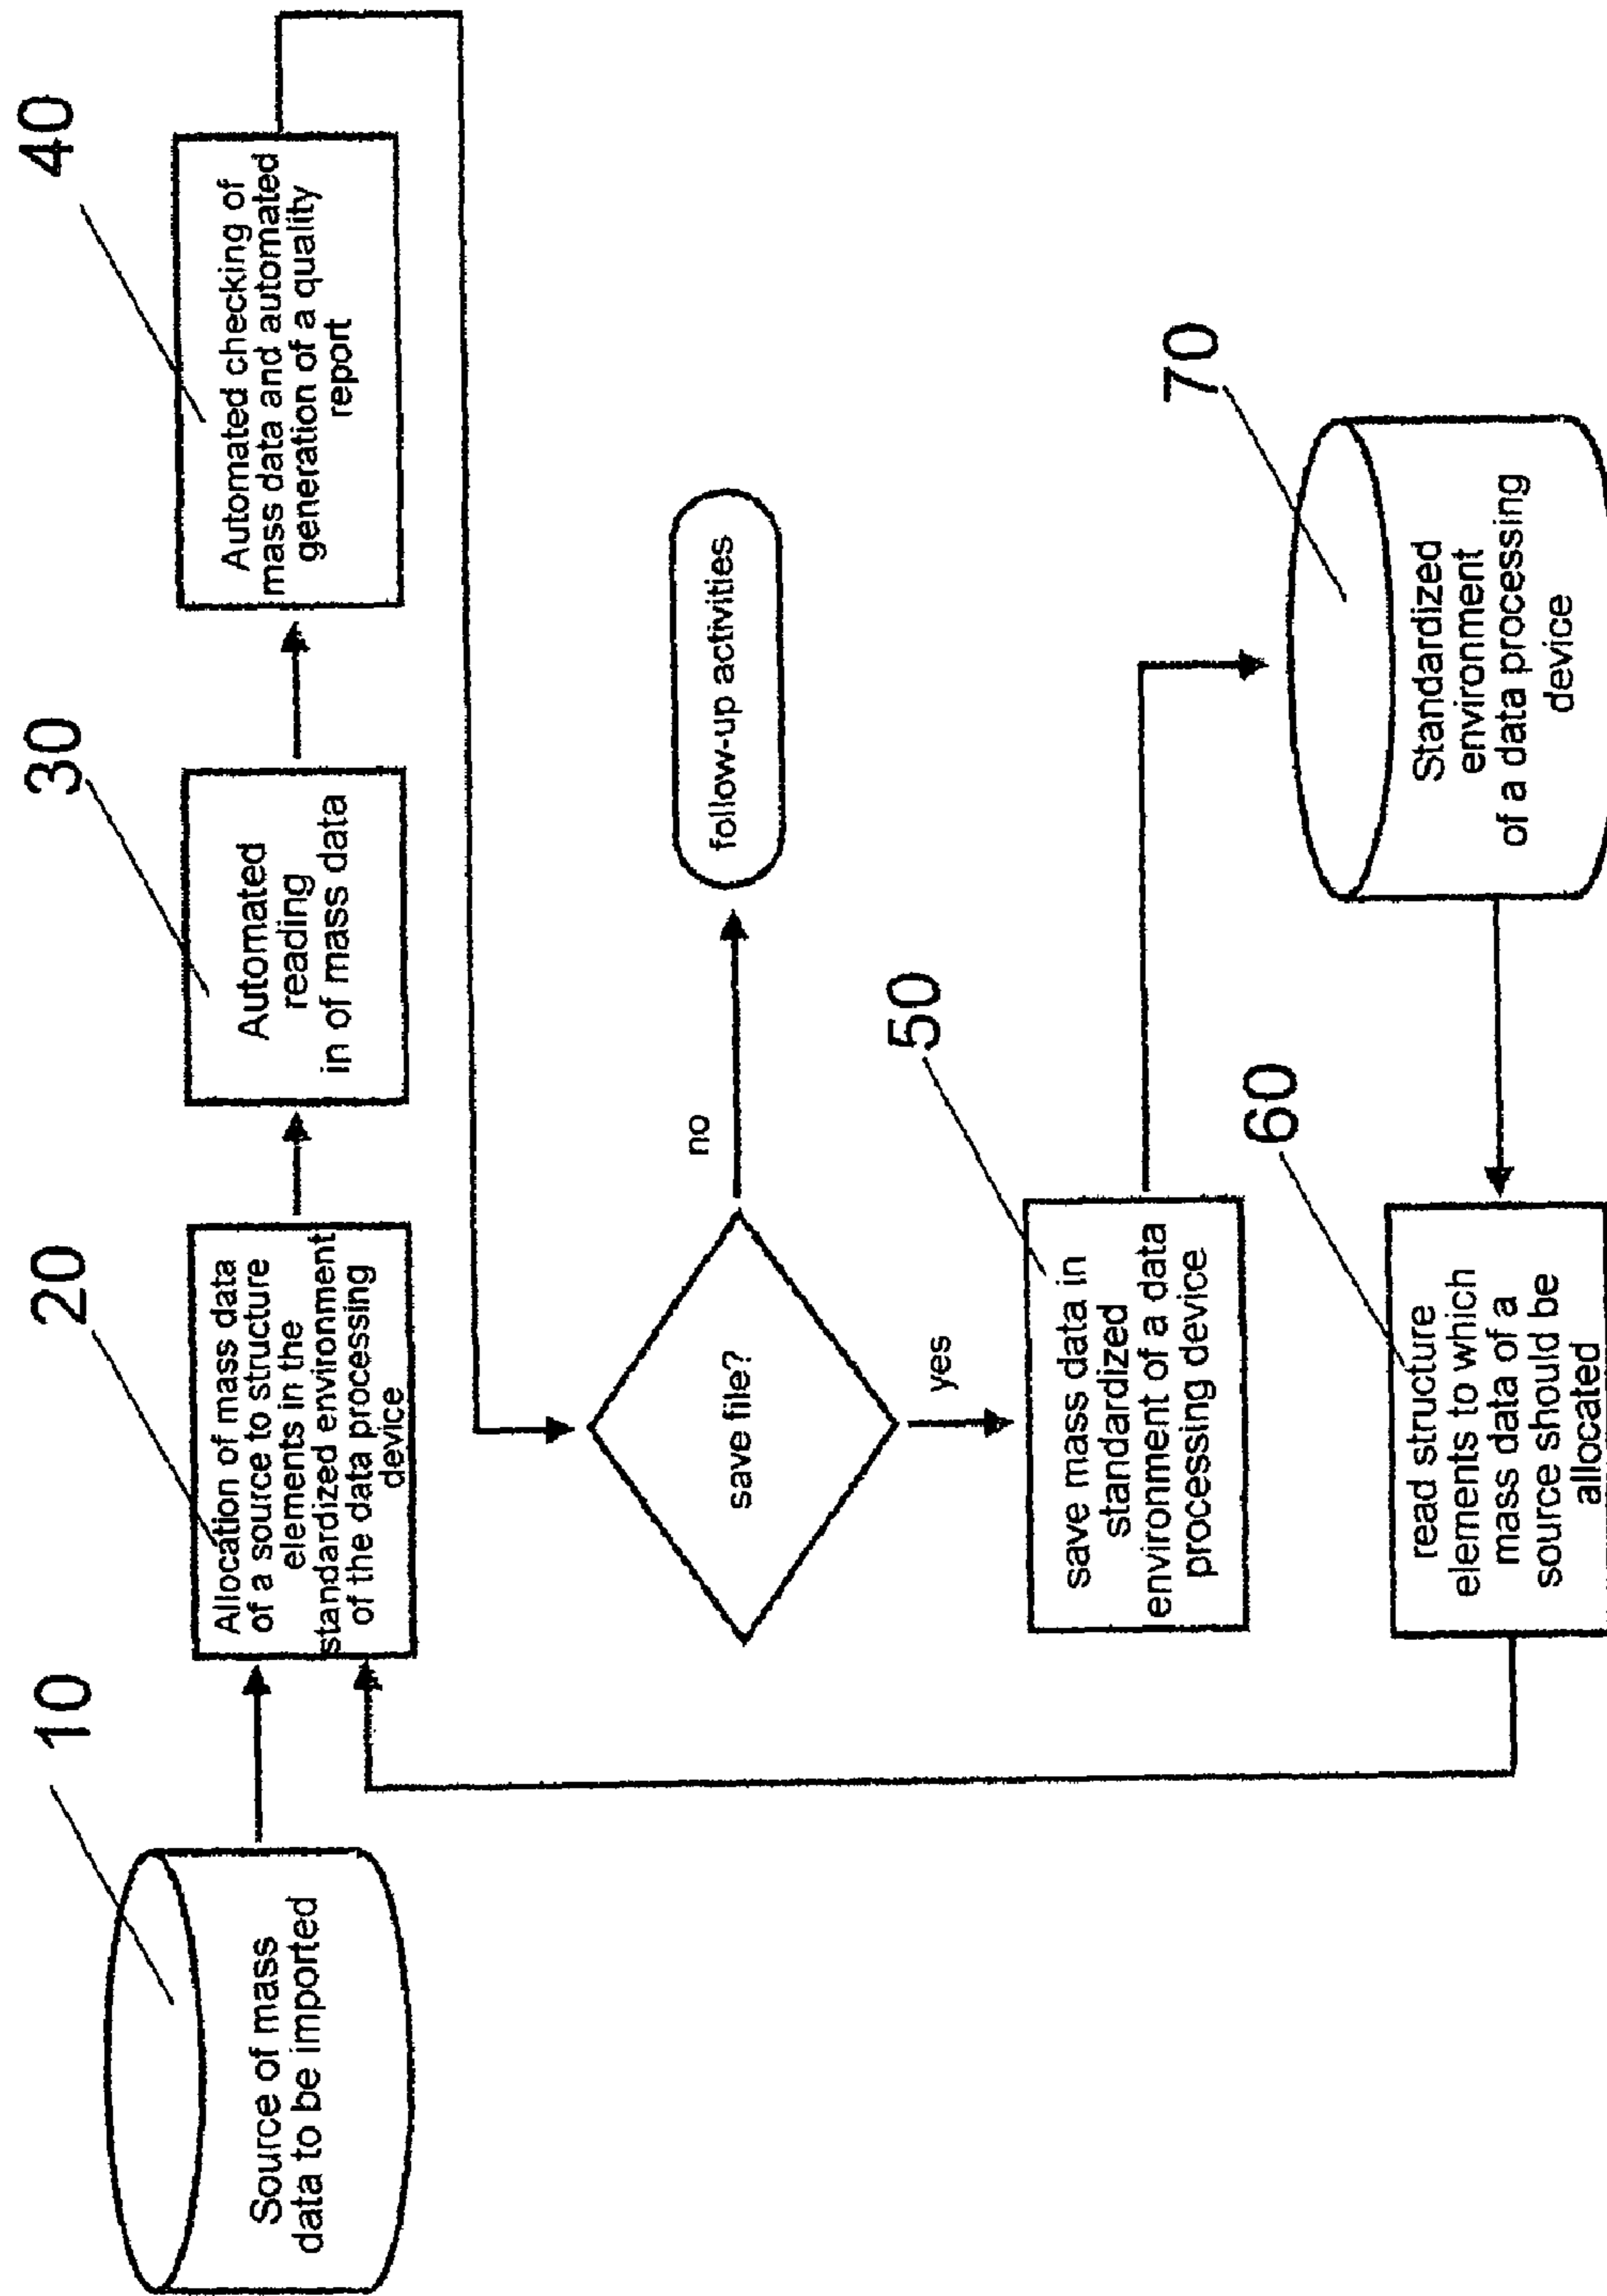 10
Source of mass
data to be imported
20
Allocation of mass data
of a source to structure
elements in the
standardized environment
of the data processing
device
30
Automated
reading
in of mass data
40
Automated checking of
mass data and automated
generation of a quality
report
save file?
no
follow-up activities
yes
50
save mass data in
standardized
environment of a data
processing device
60
read structure
elements to which
mass data of a
source should be
allocated
70
Standardized
environment
of a data processing
device